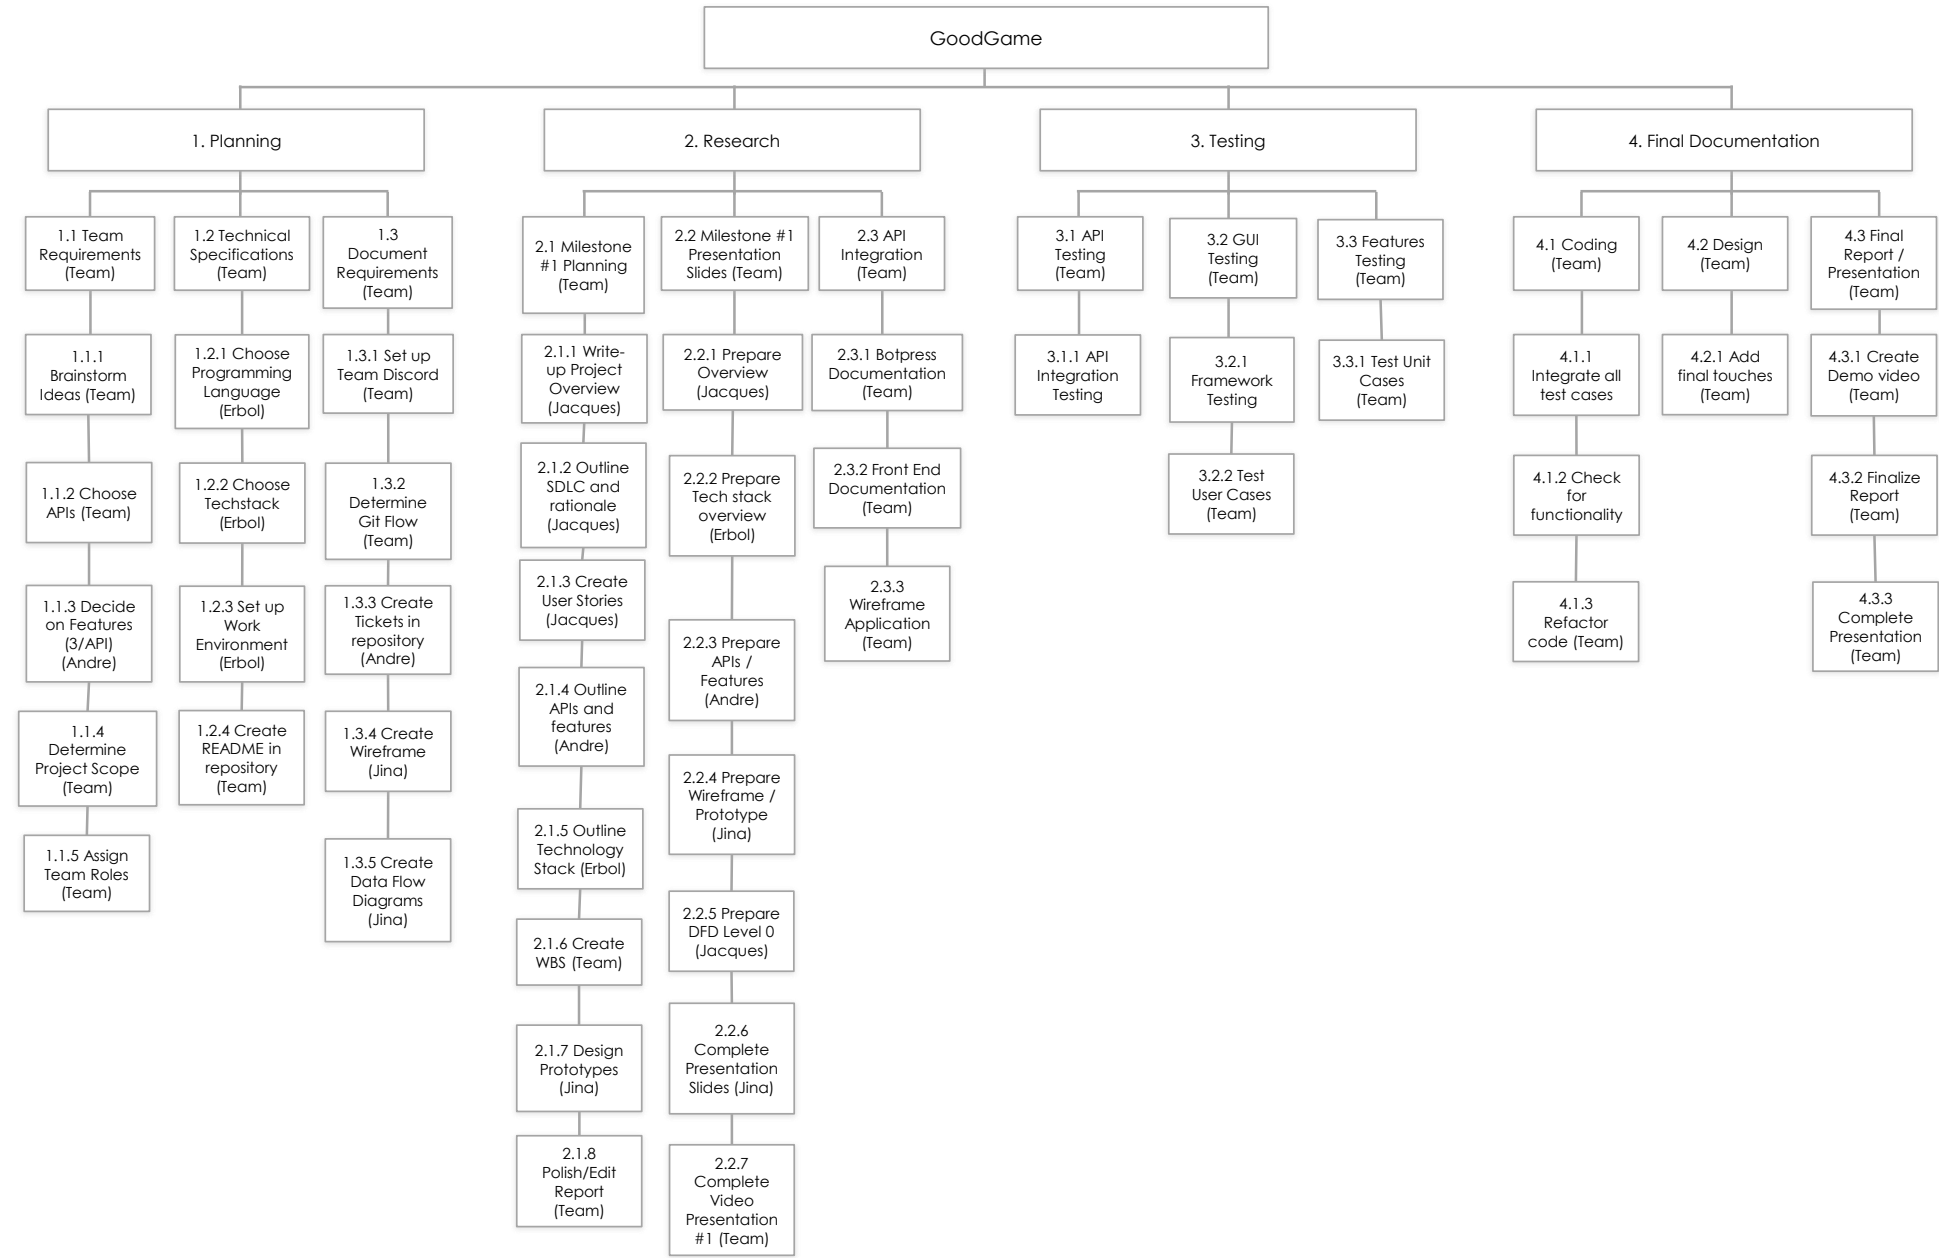 GoodGame
1. Planning
2. Research
3. Testing
4. Final Documentation
1.1 Team
Requirements
(Team)
1.2 Technical
Specifications
(Team)
1.3
Document
Requirements
(Team)
2.1 Milestone
#1 Planning
(Team)
2.2 Milestone #1
Presentation
Slides (Team)
2.3 API
Integration
(Team)
3.1 API
Testing
(Team)
3.2 GUI
Testing
(Team)
3.3 Features
Testing
(Team)
4.1 Coding
(Team)
4.2 Design
(Team)
4.3 Final
Report /
Presentation
(Team)
1.1.1
Brainstorm
Ideas (Team)
1.1.2 Choose
APIs (Team)
1.1.3 Decide
on Features
(3/API)
(Andre)
1.1.4
Determine
Project Scope
(Team)
1.1.5 Assign
Team Roles
(Team)
1.2.1 Choose
Programming
Language
(Erbol)
1.2.2 Choose
Techstack
(Erbol)
1.2.3 Set up
Work
Environment
(Erbol)
1.2.4 Create
README in
repository
(Team)
1.3.1 Set up
Team Discord
(Team)
1.3.2
Determine
Git Flow
(Team)
1.3.3 Create
Tickets in
repository
(Andre)
1.3.4 Create
Wireframe
(Jina)
1.3.5 Create
Data Flow
Diagrams
(Jina)
2.1.1 Write-
up Project
Overview
(Jacques)
2.1.2 Outline
SDLC and
rationale
(Jacques)
2.1.3 Create
User Stories
(Jacques)
2.1.4 Outline
APIs and
features
(Andre)
2.1.5 Outline
Technology
Stack (Erbol)
2.1.6 Create
WBS (Team)
2.1.7 Design
Prototypes
(Jina)
2.1.8
Polish/Edit
Report
(Team)
2.2.1 Prepare
Overview
(Jacques)
2.2.2 Prepare
Tech stack
overview
(Erbol)
2.2.3 Prepare
APIs /
Features
(Andre)
2.2.4 Prepare
Wireframe /
Prototype
(Jina)
2.2.5 Prepare
DFD Level 0
(Jacques)
2.2.6
Complete
Presentation
Slides (Jina)
2.2.7
Complete
Video
Presentation
#1 (Team)
2.3.1 Botpress
Documentation
(Team)
2.3.2 Front End
Documentation
(Team)
2.3.3
Wireframe
Application
(Team)
3.1.1 API
Integration
Testing
3.2.1
Framework
Testing
3.2.2 Test
User Cases
(Team)
3.3.1 Test Unit
Cases
(Team)
4.1.1
Integrate all
test cases
4.1.2 Check
for
functionality
4.1.3
Refactor
code (Team)
4.2.1 Add
final touches
(Team)
4.3.1 Create
Demo video
(Team)
4.3.2 Finalize
Report
(Team)
4.3.3
Complete
Presentation
(Team)